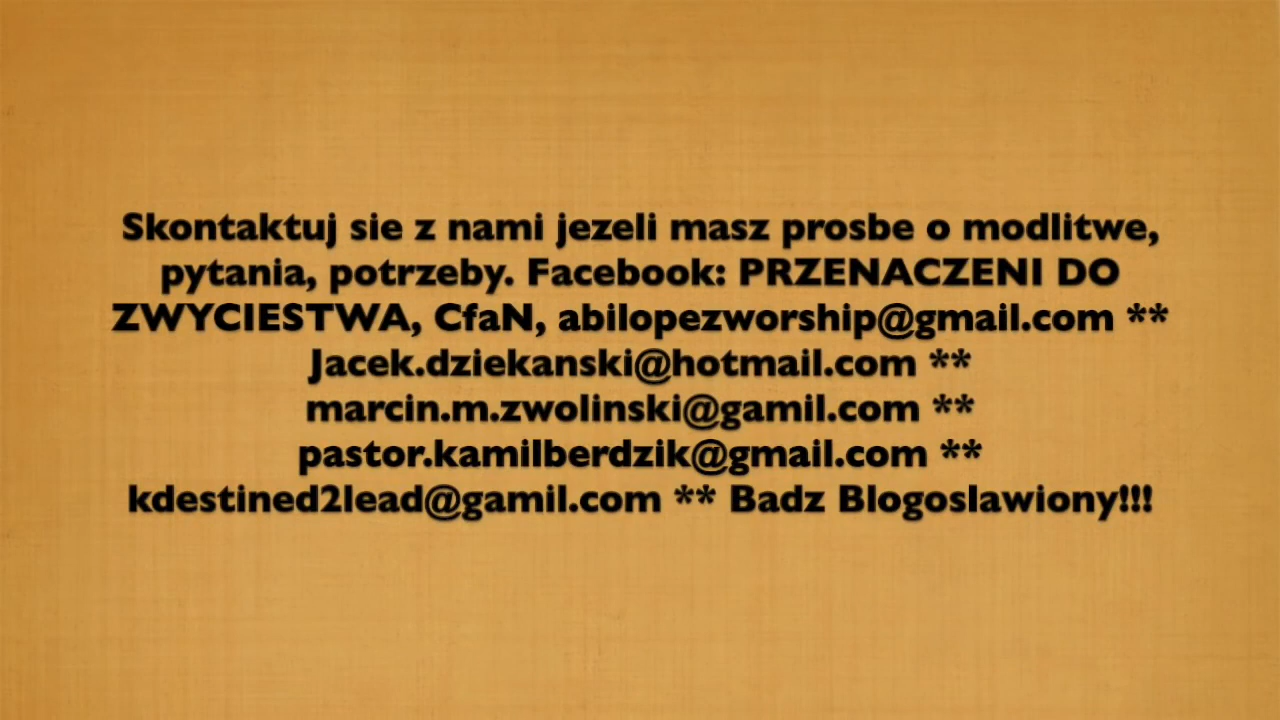 Skontaktuj sie z nami jezeli masz prosbe o modlitwe,
pytania, potrzeby. Facebook: PRZENACZENI DO
ZWYCIESTWA, CfaN, abilopezworship@gmail.com **
Jacek.dziekanski@hotmail.com **
marcin.m.zwolinski@gamil.com **
pastor.kamilberdzik@gmail.com **
kdestined2lead@gamil.com ** Badz Blogoslawiony!!!